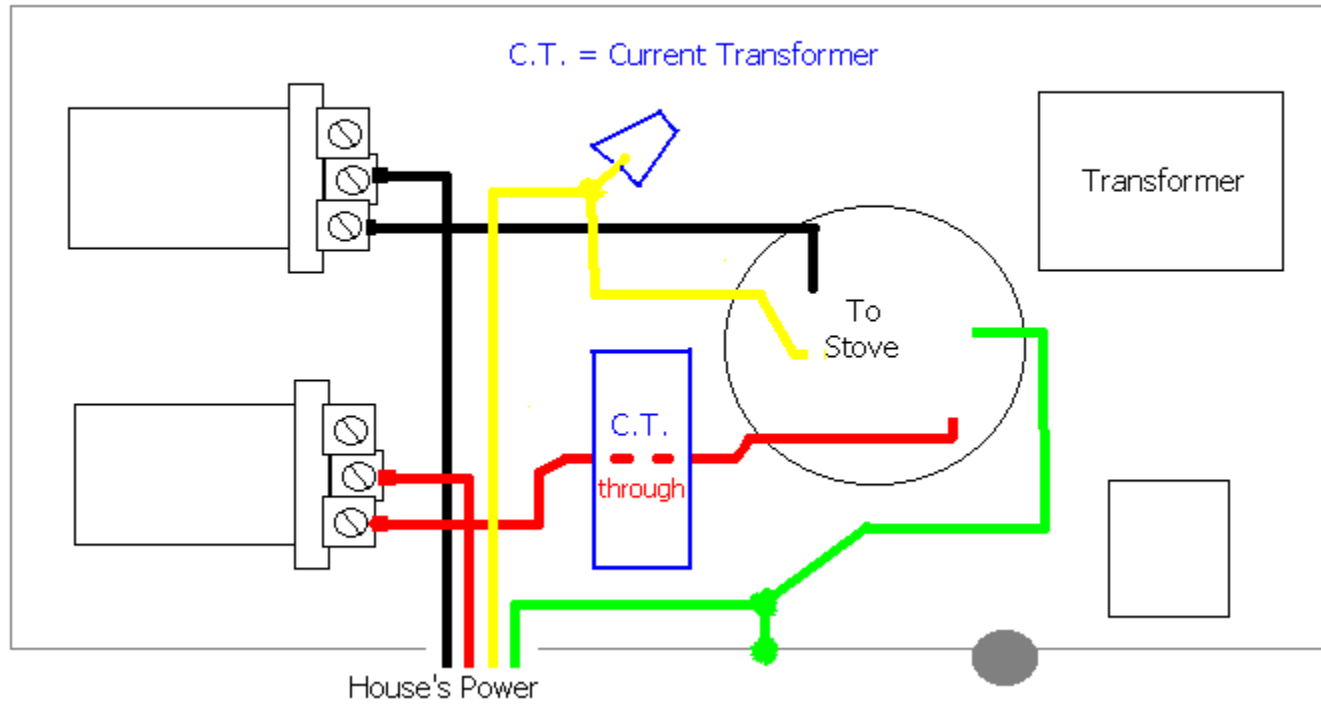 C.T. = Current Transformer
Transformer
To
Stove
C.T.
through
House's Power